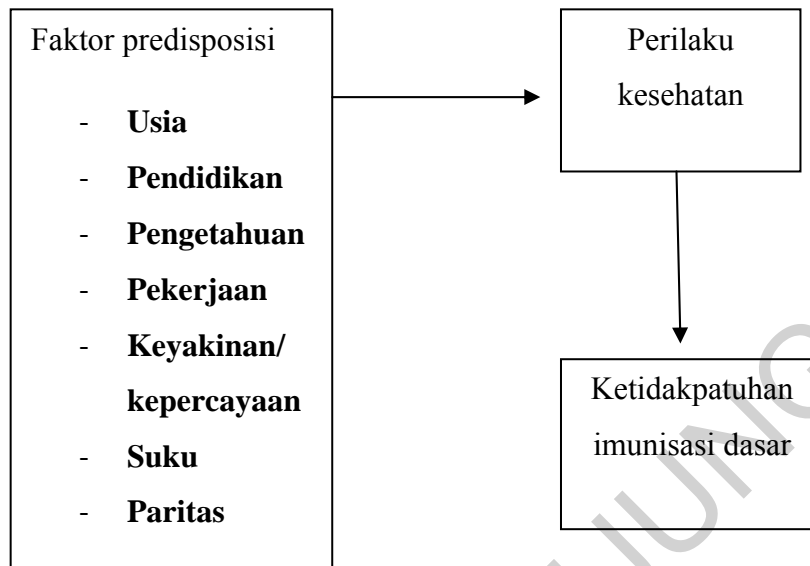 Faktor predisposisi
- Usia
- Pendidikan
- Pengetahuan
- Pekerjaan
- Keyakinan/
kepercayaan
- Suku
- Paritas
Perilaku
kesehatan
Ketidakpatuhan
imunisasi dasar